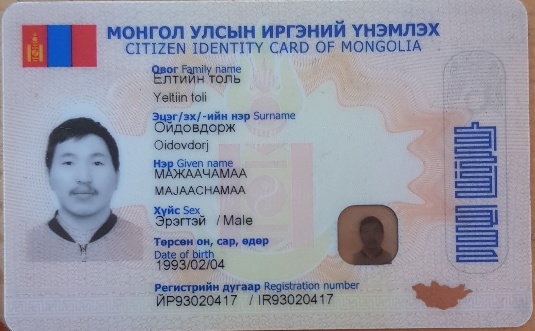 МОНГОЛ УЛСЫН ИРГЭНИЙ ҮНЭМЛЭХ
CITIZEN IDENTITY CARD OF MONGOLIA
Овог Family name
ЕЛТИЙН ТОЛЬ
Yeltiin toli
Эцэг/эх/-ийн нэр Surname
Ойдовдорж
Oidovdorj
Нэр Given name
МАЖААЧАМАА
MAJAACHAMAA
Хүйс Sex
Эрэгтэй / Male
Төрсөн он, сар, өдөр
Date of birth
1993/02/04
Регистрийн дугаар Registration number
ЙР93020417 / IR93020417